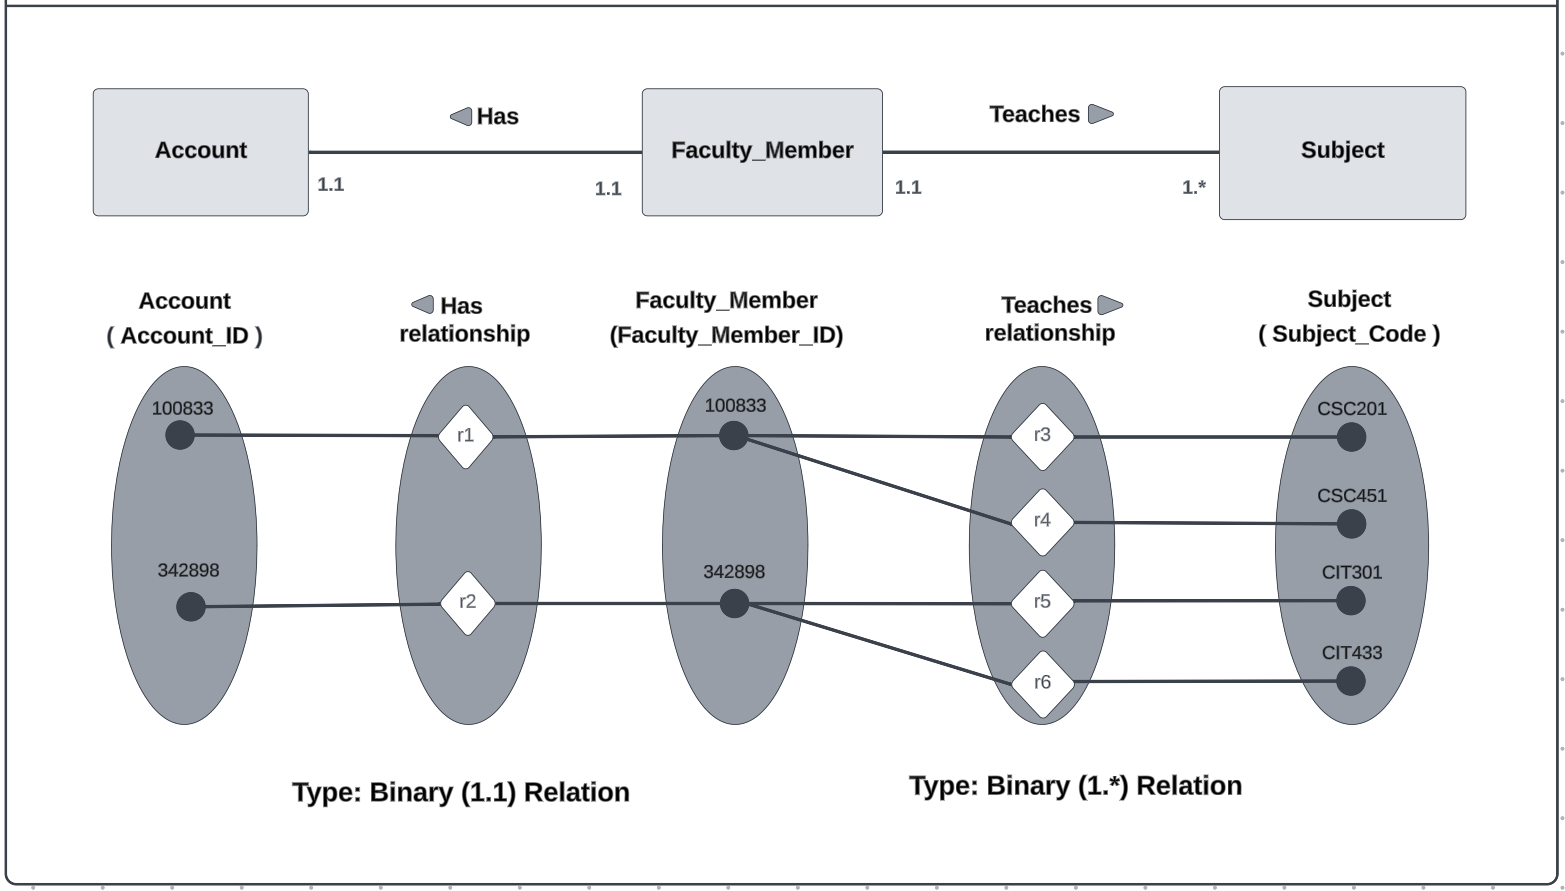 Has
Teaches
Account
Faculty_Member
Subject
1.1
1.1
1.1
1.*
Account
( Account_ID )
Has
relationship
Faculty_Member
(Faculty_Member_ID)
Teaches
relationship
Subject
( Subject_Code )
100833
r1
100833
r3
CSC201
r4
CSC451
342898
r2
342898
r5
CIT301
r6
CIT433
Type: Binary (1.1) Relation
Type: Binary (1.*) Relation